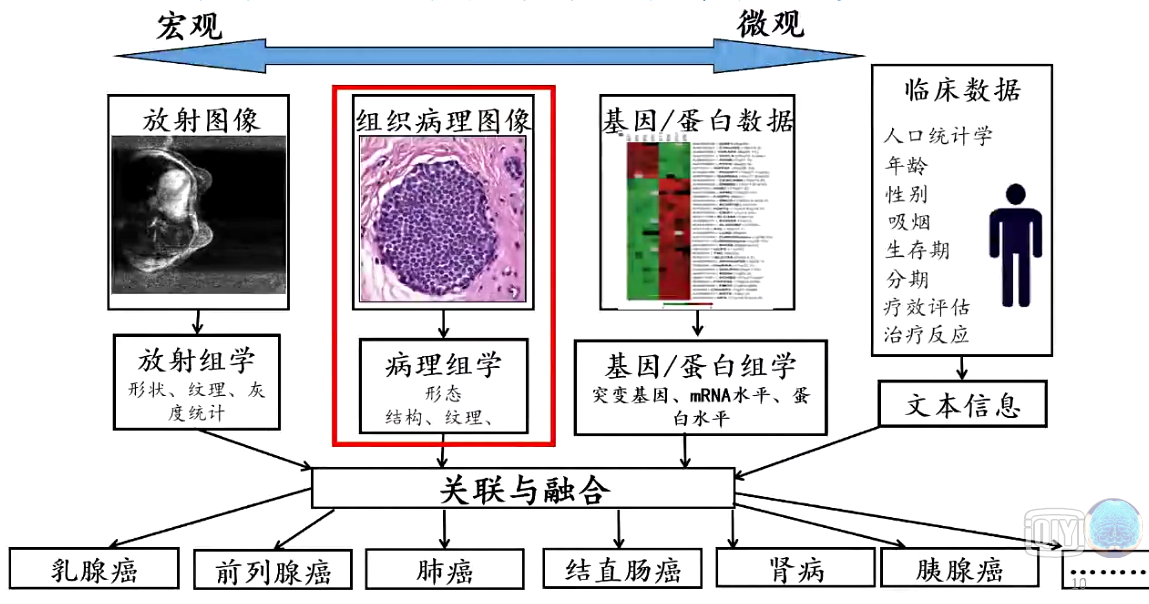 宏观
微观
放射图像
组织病理图像
基因/蛋白数据
临床数据
人口统计学
年龄
性别
吸烟
生存期
分期
疗效评估
治疗反应
放射组学
形状、纹理、灰
度统计
病理组学
形态
结构、纹理、
基因/蛋白组学
突变基因、mRNA水平、蛋
白水平
文本信息
关联与融合
乳腺癌
前列腺癌
肺癌
结直肠癌
肾病
胰腺癌
........
iQIYI
10